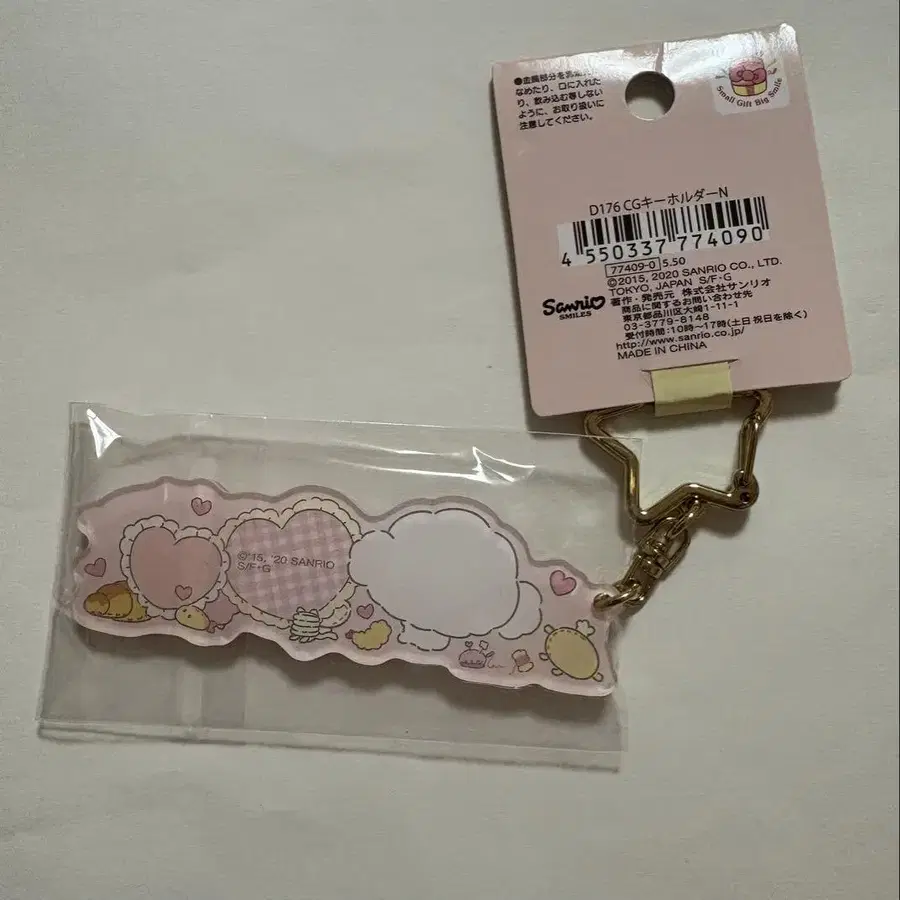 ●金属部分を
なめたり、口に入れた
り、飲み込む等しない
ように、お取り扱いに
注意してください。
Small Gift Big Smile
D176 CGキーホルダーN
4 550337 774090
77409-0 5.50
©2015, 2020 SANRIO CO., LTD.
TOKYO, JAPAN S/F・G
Sanrio
SMILES
著作・発売元 株式会社サンリオ
商品に関するお問い合わせ先
東京都品川区大崎1-11-1
03-3779-8148
受付時間:10時〜17時(土日祝日を除く)
http://www.sanrio.co.jp/
MADE IN CHINA
©'15, '20 SANRIO
S/F・G